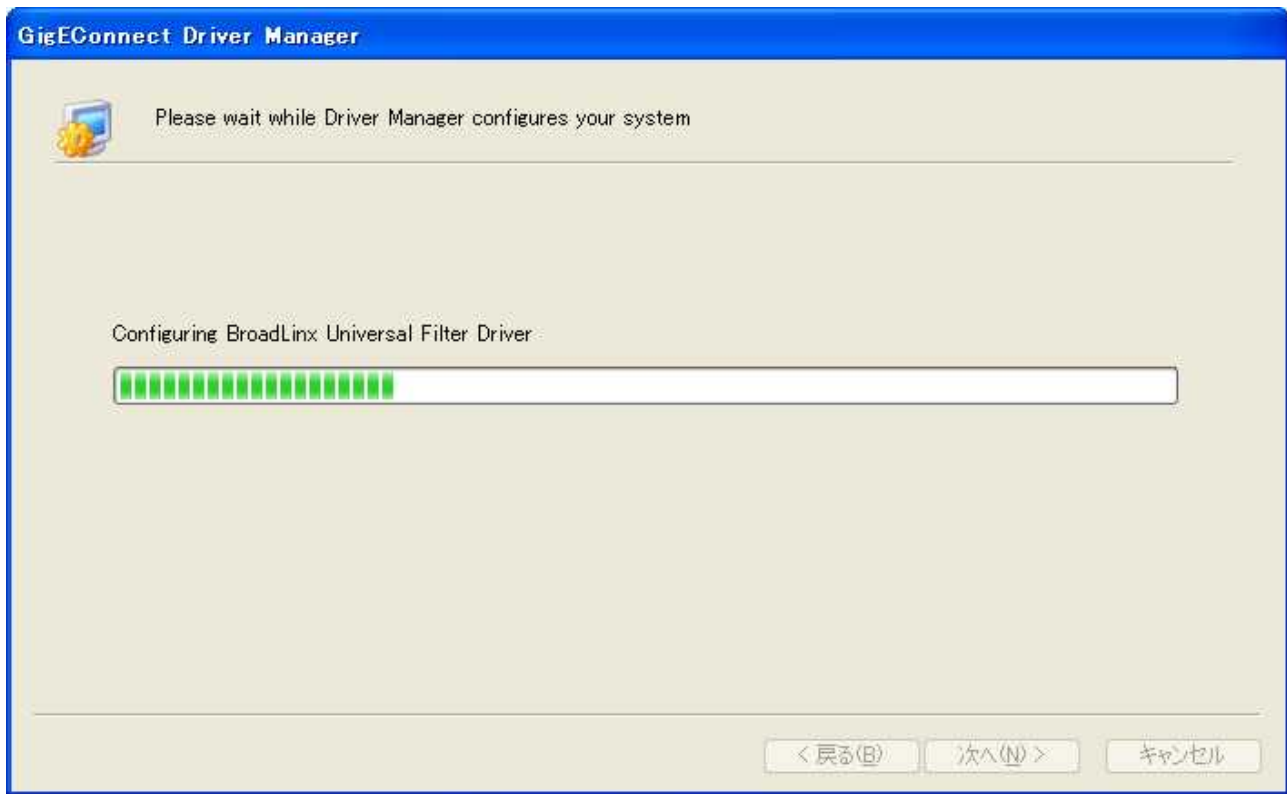 GigEConnect Driver Manager
Please wait while Driver Manager configures your system
Configuring BroadLinx Universal Filter Driver
< 戻る(B) 次へ(N) > キャンセル